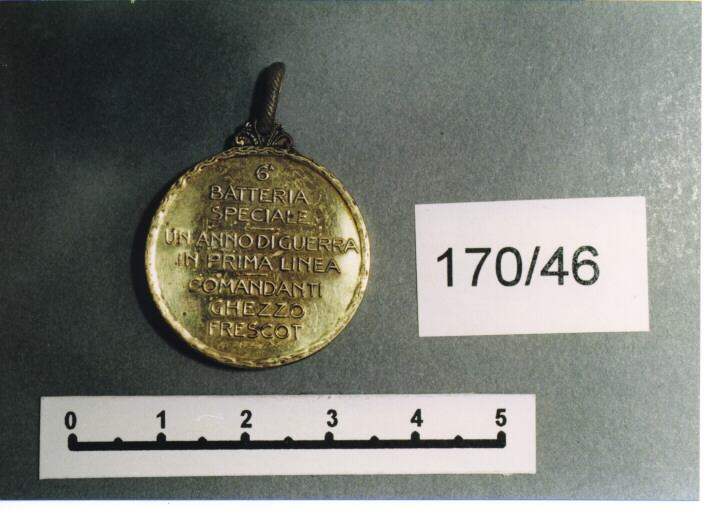 6ª
BATTERIA
SPECIALE
UN ANNO DI GUERRA
IN PRIMA LINEA
COMANDANTI
GHEZZO
FRESCOT
170/46
0 1 2 3 4 5